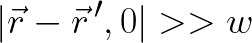 |r⃗ − r⃗ ′, 0| >> w